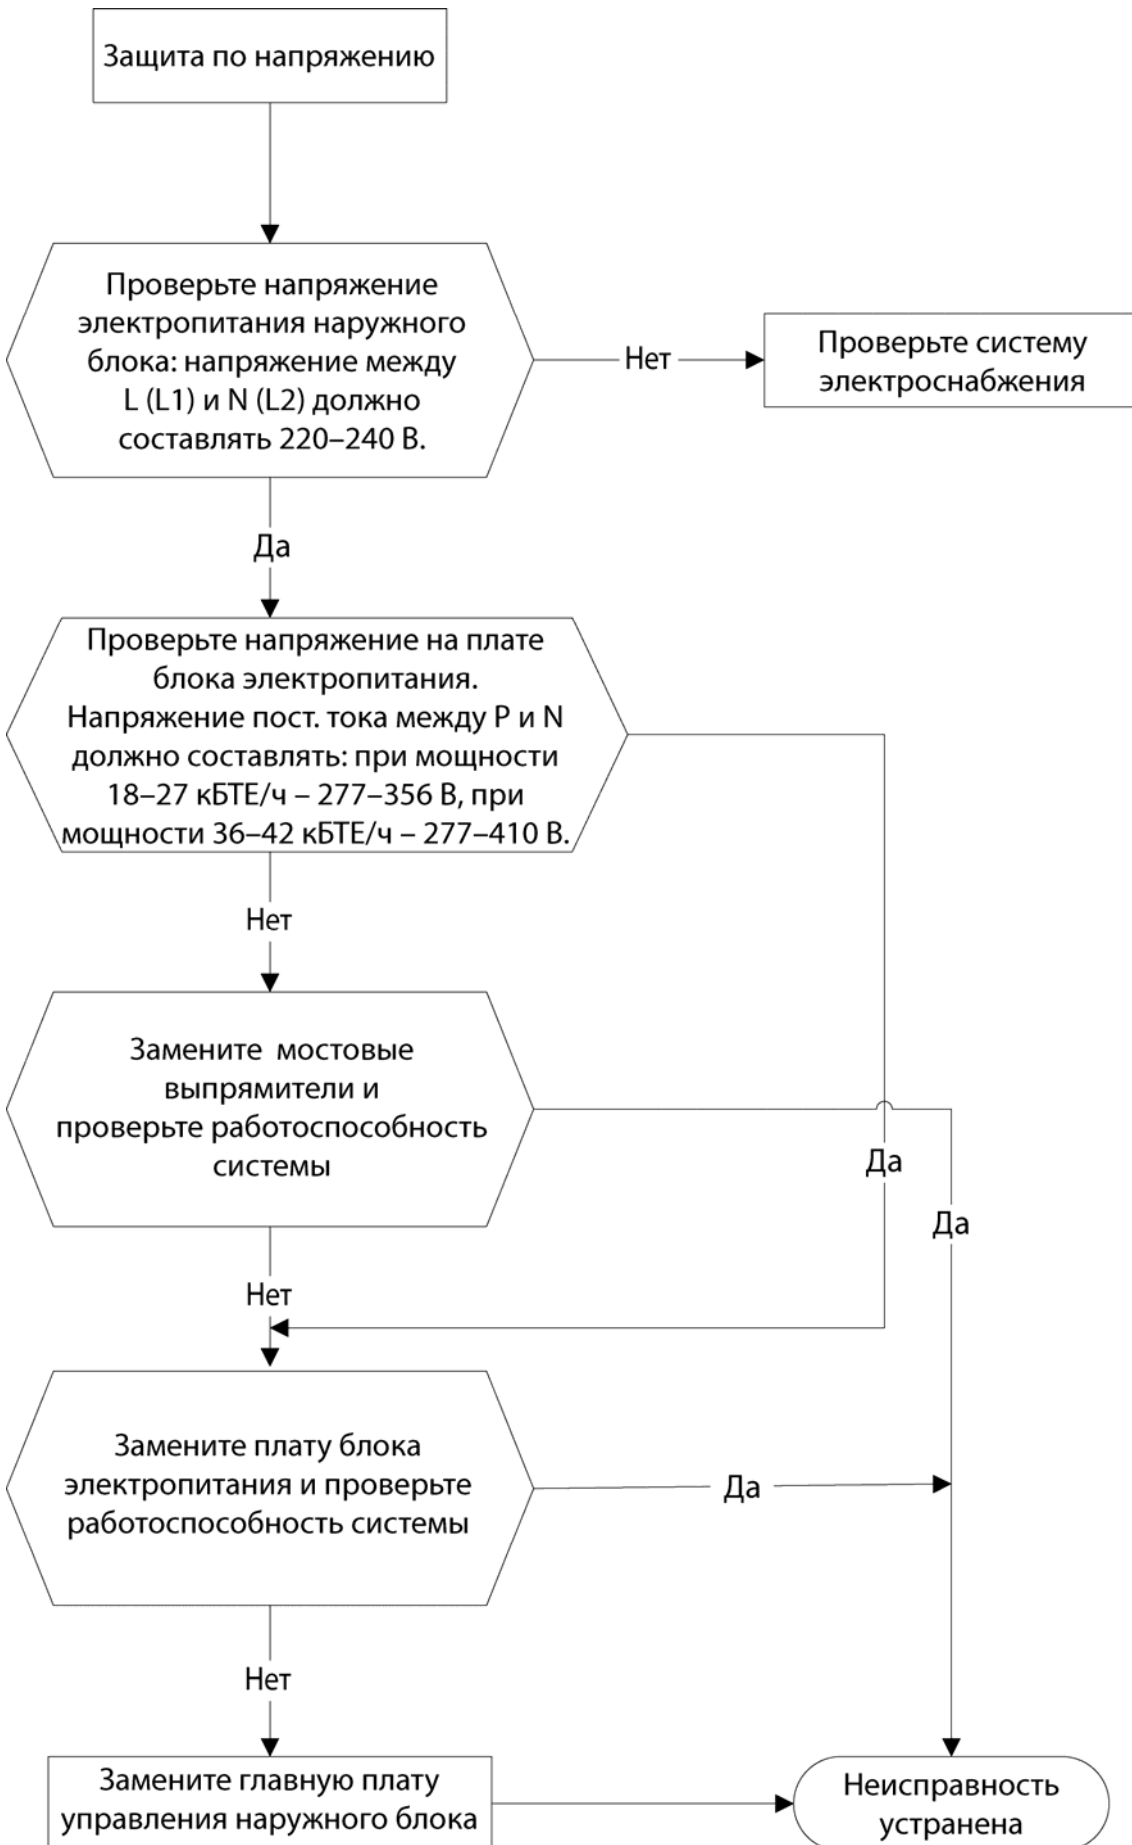 Защита по напряжению
Проверьте напряжение
электропитания наружного
блока: напряжение между
L (L1) и N (L2) должно
составлять 220–240 В.
Нет
Проверьте систему
электроснабжения
Да
Проверьте напряжение на плате
блока электропитания.
Напряжение пост. тока между P и N
должно составлять: при мощности
18–27 кБТЕ/ч – 277–356 В, при
мощности 36–42 кБТЕ/ч – 277–410 В.
Нет
Замените мостовые
выпрямители и
проверьте работоспособность
системы
Да
Да
Нет
Замените плату блока
электропитания и проверьте
работоспособность системы
Да
Нет
Замените главную плату
управления наружного блока
Неисправность
устранена